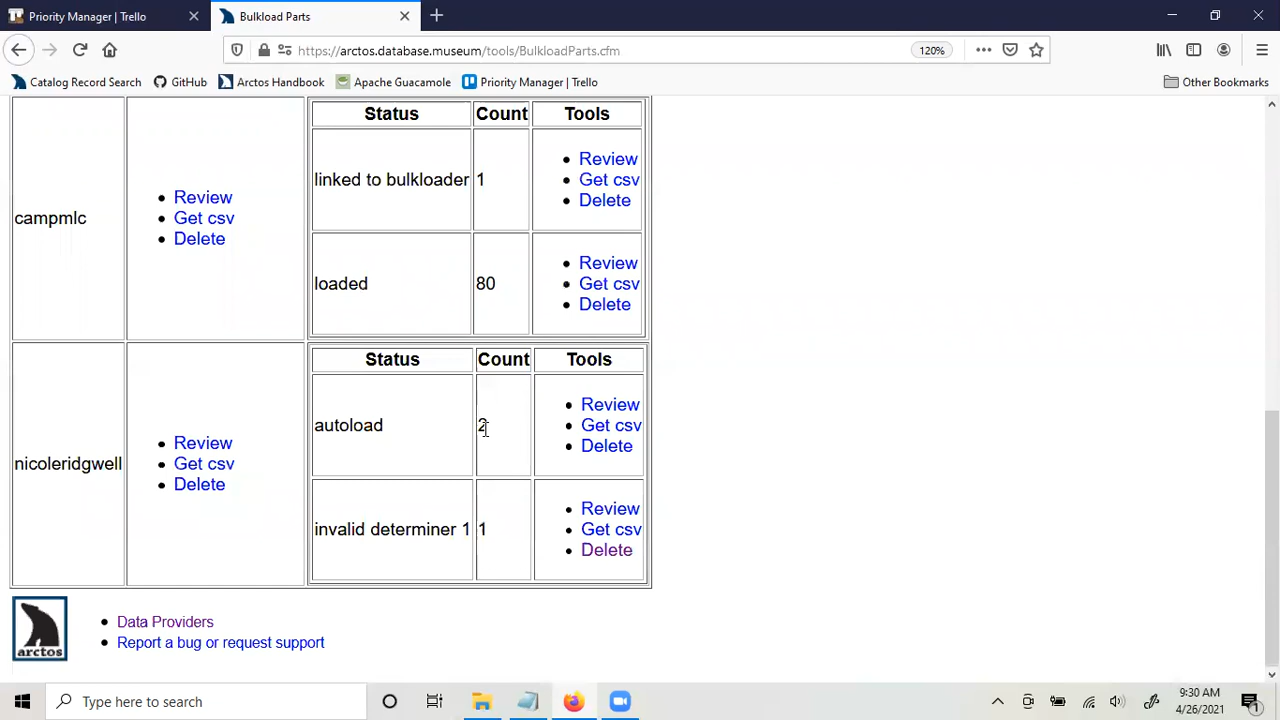 Priority Manager | Trello
Bulkload Parts
https://arctos.database.museum/tools/BulkloadParts.cfm
120%
Catalog Record Search
GitHub
Arctos Handbook
Apache Guacamole
Priority Manager | Trello
Other Bookmarks
Status Count Tools
campmlc
Review
Get csv
Delete
linked to bulkloader 1
Review
Get csv
Delete
loaded 80
Review
Get csv
Delete
Status Count Tools
nicoleridgwell
Review
Get csv
Delete
autoload 2
Review
Get csv
Delete
invalid determiner 1 1
Review
Get csv
Delete
arctos
Data Providers
Report a bug or request support
Type here to search
9:30 AM
4/26/2021
1